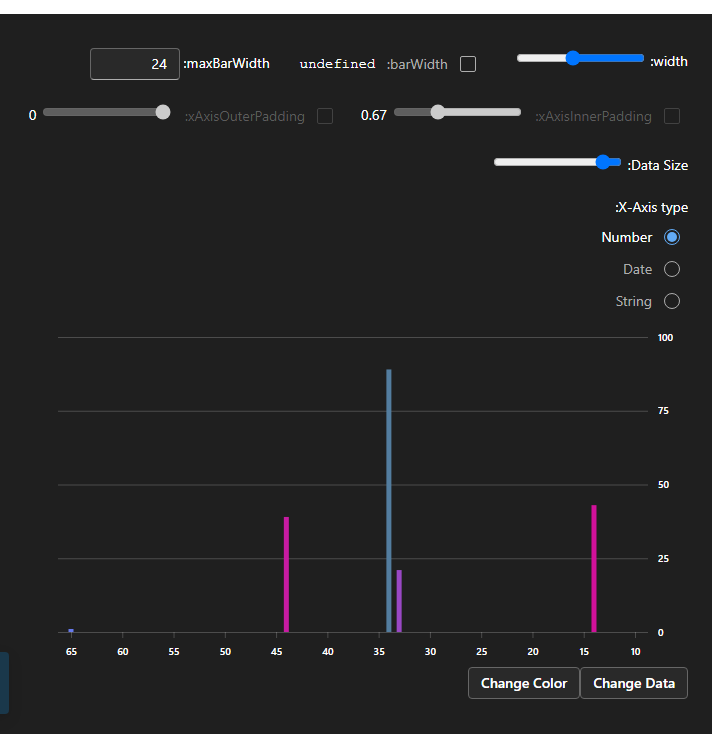 :width
undefined :barWidth
24 :maxBarWidth
:xAxisInnerPadding 0.67
:xAxisOuterPadding 0
:Data Size
:X-Axis type
Number
Date
String
100
75
50
25
0
65 60 55 50 45 40 35 30 25 20 15 10
Change Color Change Data